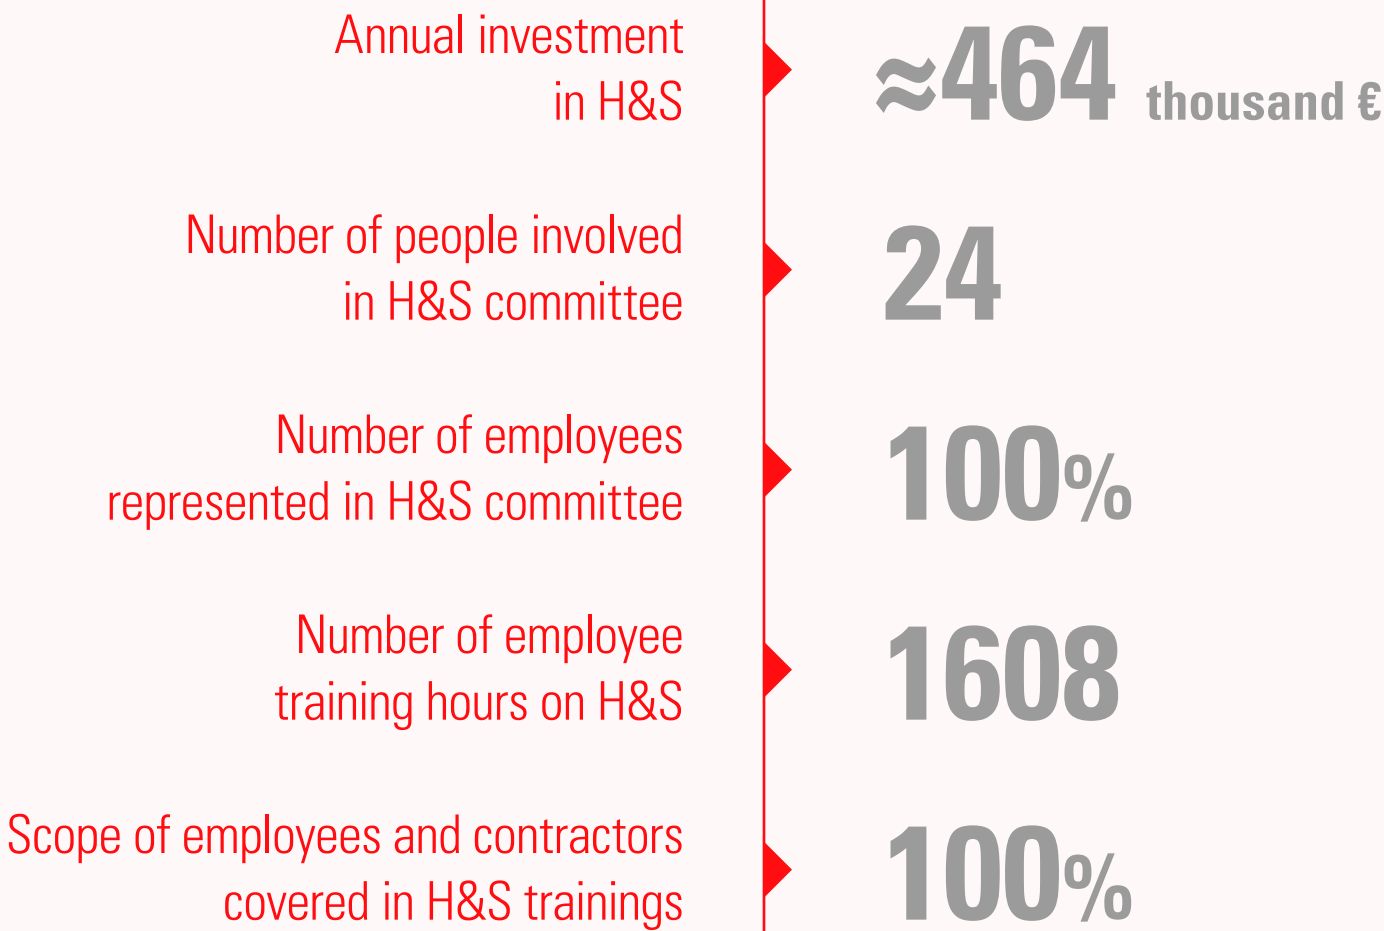 Annual investment
in H&S
≈464 thousand €
Number of people involved
in H&S committee
24
Number of employees
represented in H&S committee
100%
Number of employee
training hours on H&S
1608
Scope of employees and contractors
covered in H&S trainings
100%